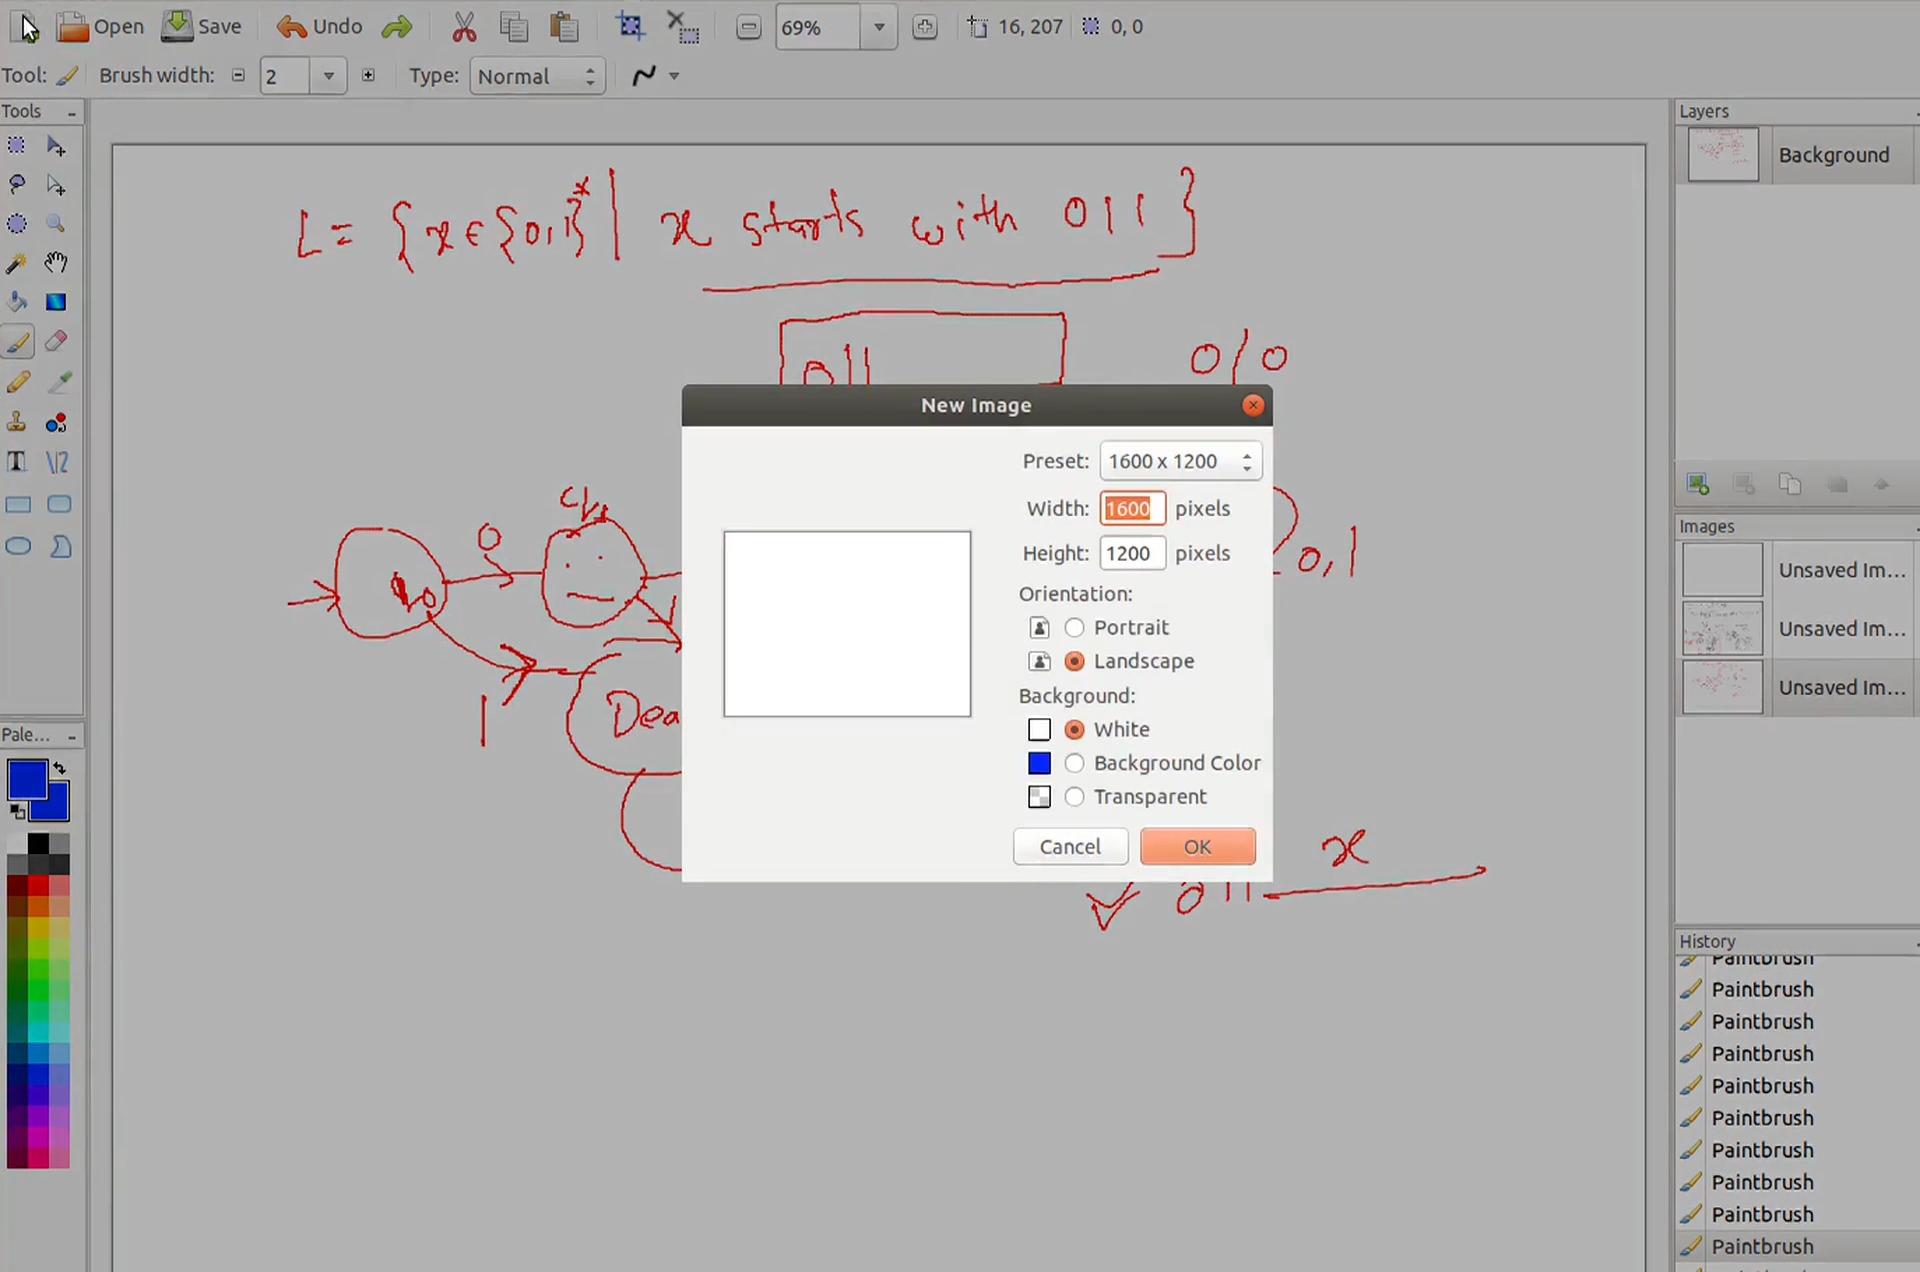 Open Save Undo 69% 16, 207 0, 0
Tool: Brush width: 2 Type: Normal
Tools
Layers
Background
L = {x ∈ {0,1}* | x starts with 011}
011
0/0
New Image
Preset: 1600 x 1200
Width: 1600 pixels
Height: 1200 pixels
Orientation:
Portrait
Landscape
Background:
White
Background Color
Transparent
Cancel OK
0
0,1
1
Dea
x
011
Images
Unsaved Im...
Unsaved Im...
Unsaved Im...
Pale...
History
Paintbrush
Paintbrush
Paintbrush
Paintbrush
Paintbrush
Paintbrush
Paintbrush
Paintbrush
Paintbrush
Paintbrush